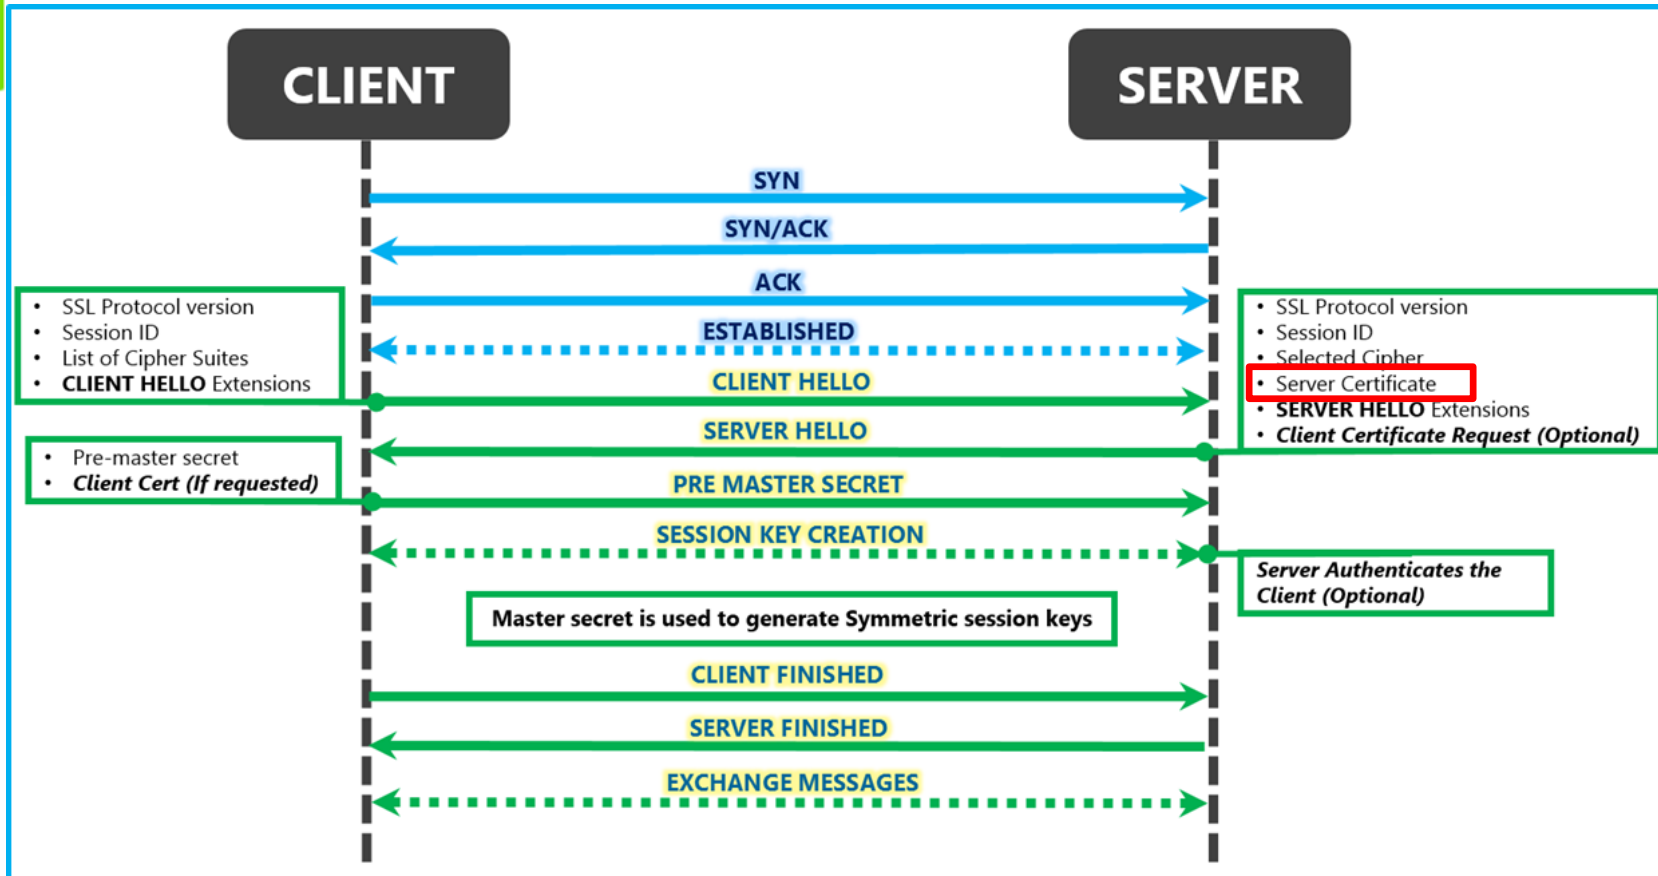 CLIENT
SERVER
SYN
SYN/ACK
ACK
ESTABLISHED
• SSL Protocol version
• Session ID
• List of Cipher Suites
• CLIENT HELLO Extensions
• SSL Protocol version
• Session ID
• Selected Cipher
• Server Certificate
• SERVER HELLO Extensions
• Client Certificate Request (Optional)
CLIENT HELLO
SERVER HELLO
• Pre-master secret
• Client Cert (If requested)
PRE MASTER SECRET
SESSION KEY CREATION
Server Authenticates the
Client (Optional)
Master secret is used to generate Symmetric session keys
CLIENT FINISHED
SERVER FINISHED
EXCHANGE MESSAGES